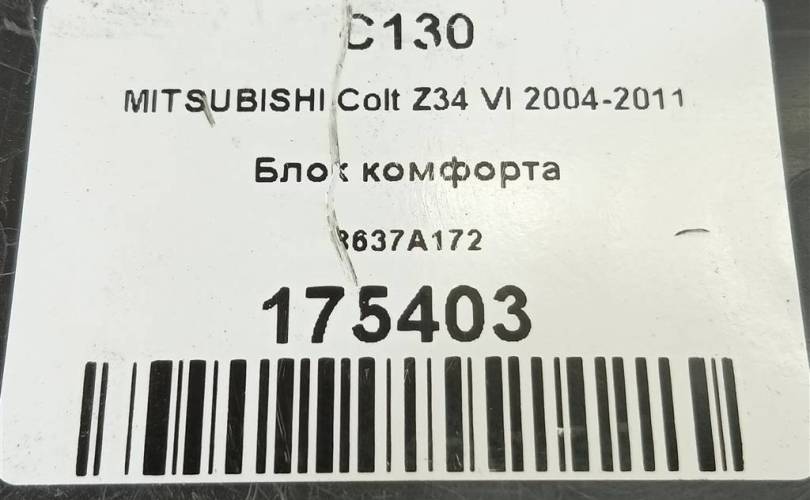 C130
MITSUBISHI Colt Z34 VI 2004-2011
Блок комфорта
8637A172
175403